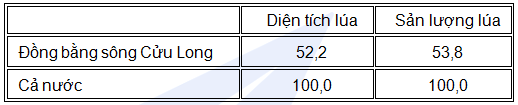 Diện tích lúa Sản lượng lúa
Đồng bằng sông Cửu Long 52,2 53,8
Cả nước 100,0 100,0